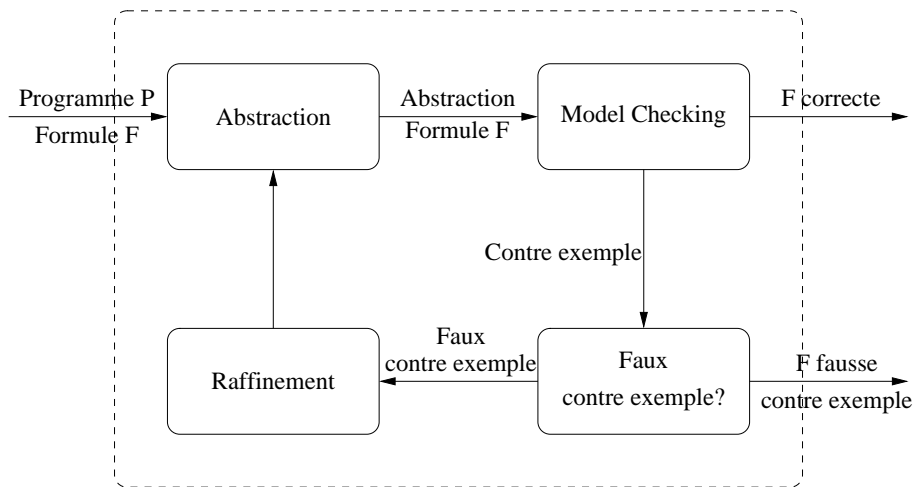 Programme P
Formule F
Abstraction
Abstraction
Formule F
Model Checking
F correcte
Contre exemple
Raffinement
Faux
contre exemple
Faux
contre exemple?
F fausse
contre exemple